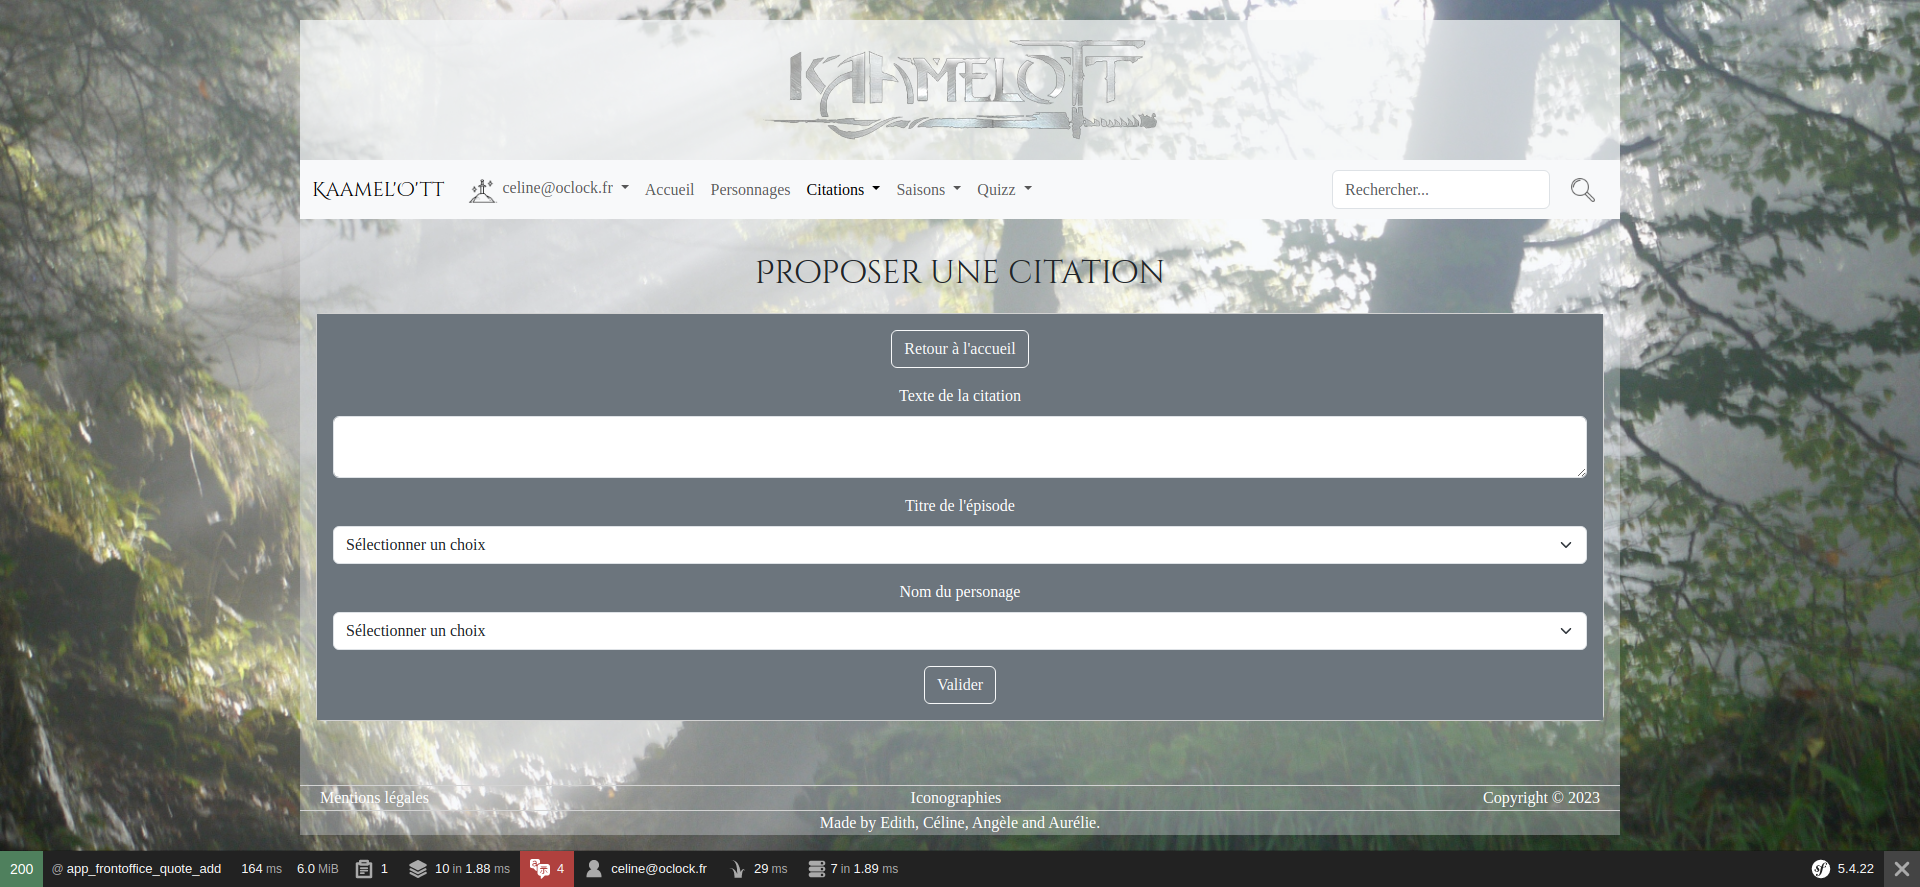 KAAMELOTT
KAAMEL'O'TT celine@oclock.fr Accueil Personnages Citations Saisons Quizz Rechercher...
PROPOSER UNE CITATION
Retour à l'accueil
Texte de la citation
Titre de l'épisode
Sélectionner un choix
Nom du personage
Sélectionner un choix
Valider
Mentions légales Iconographies Copyright © 2023
Made by Edith, Céline, Angèle and Aurélie.
200 @ app_frontoffice_quote_add 164 ms 6.0 MiB 1 10 in 1.88 ms 4 celine@oclock.fr 29 ms 7 in 1.89 ms sf 5.4.22